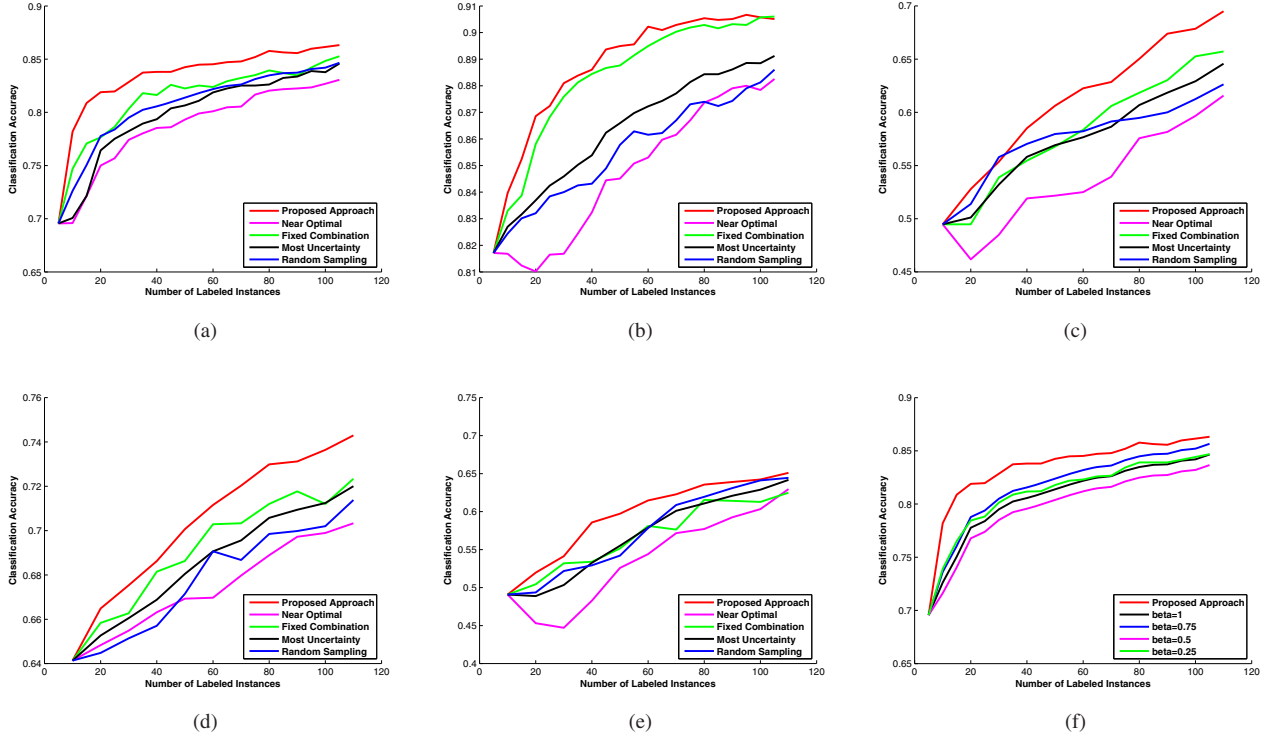 0.9
0.85
0.8
0.75
0.7
0.65
0 20 40 60 80 100 120
Classification Accuracy
Number of Labeled Instances
Proposed Approach
Near Optimal
Fixed Combination
Most Uncertainty
Random Sampling
(a)
0.91
0.9
0.89
0.88
0.87
0.86
0.85
0.84
0.83
0.82
0.81
0 20 40 60 80 100 120
Classification Accuracy
Number of Labeled Instances
Proposed Approach
Near Optimal
Fixed Combination
Most Uncertainty
Random Sampling
(b)
0.7
0.65
0.6
0.55
0.5
0.45
0 20 40 60 80 100 120
Classification Accuracy
Number of Labeled Instances
Proposed Approach
Near Optimal
Fixed Combination
Most Uncertainty
Random Sampling
(c)
0.76
0.74
0.72
0.7
0.68
0.66
0.64
0 20 40 60 80 100 120
Classification Accuracy
Number of Labeled Instances
Proposed Approach
Near Optimal
Fixed Combination
Most Uncertainty
Random Sampling
(d)
0.75
0.7
0.65
0.6
0.55
0.5
0.45
0.4
0 20 40 60 80 100 120
Classification Accuracy
Number of Labeled Instances
Proposed Approach
Near Optimal
Fixed Combination
Most Uncertainty
Random Sampling
(e)
0.9
0.85
0.8
0.75
0.7
0.65
0 20 40 60 80 100 120
Classification Accuracy
Number of Labeled Instances
Proposed Approach
beta=1
beta=0.75
beta=0.5
beta=0.25
(f)